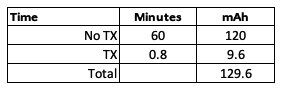 Time Minutes mAh
No TX 60 120
TX 0.8 9.6
Total 129.6